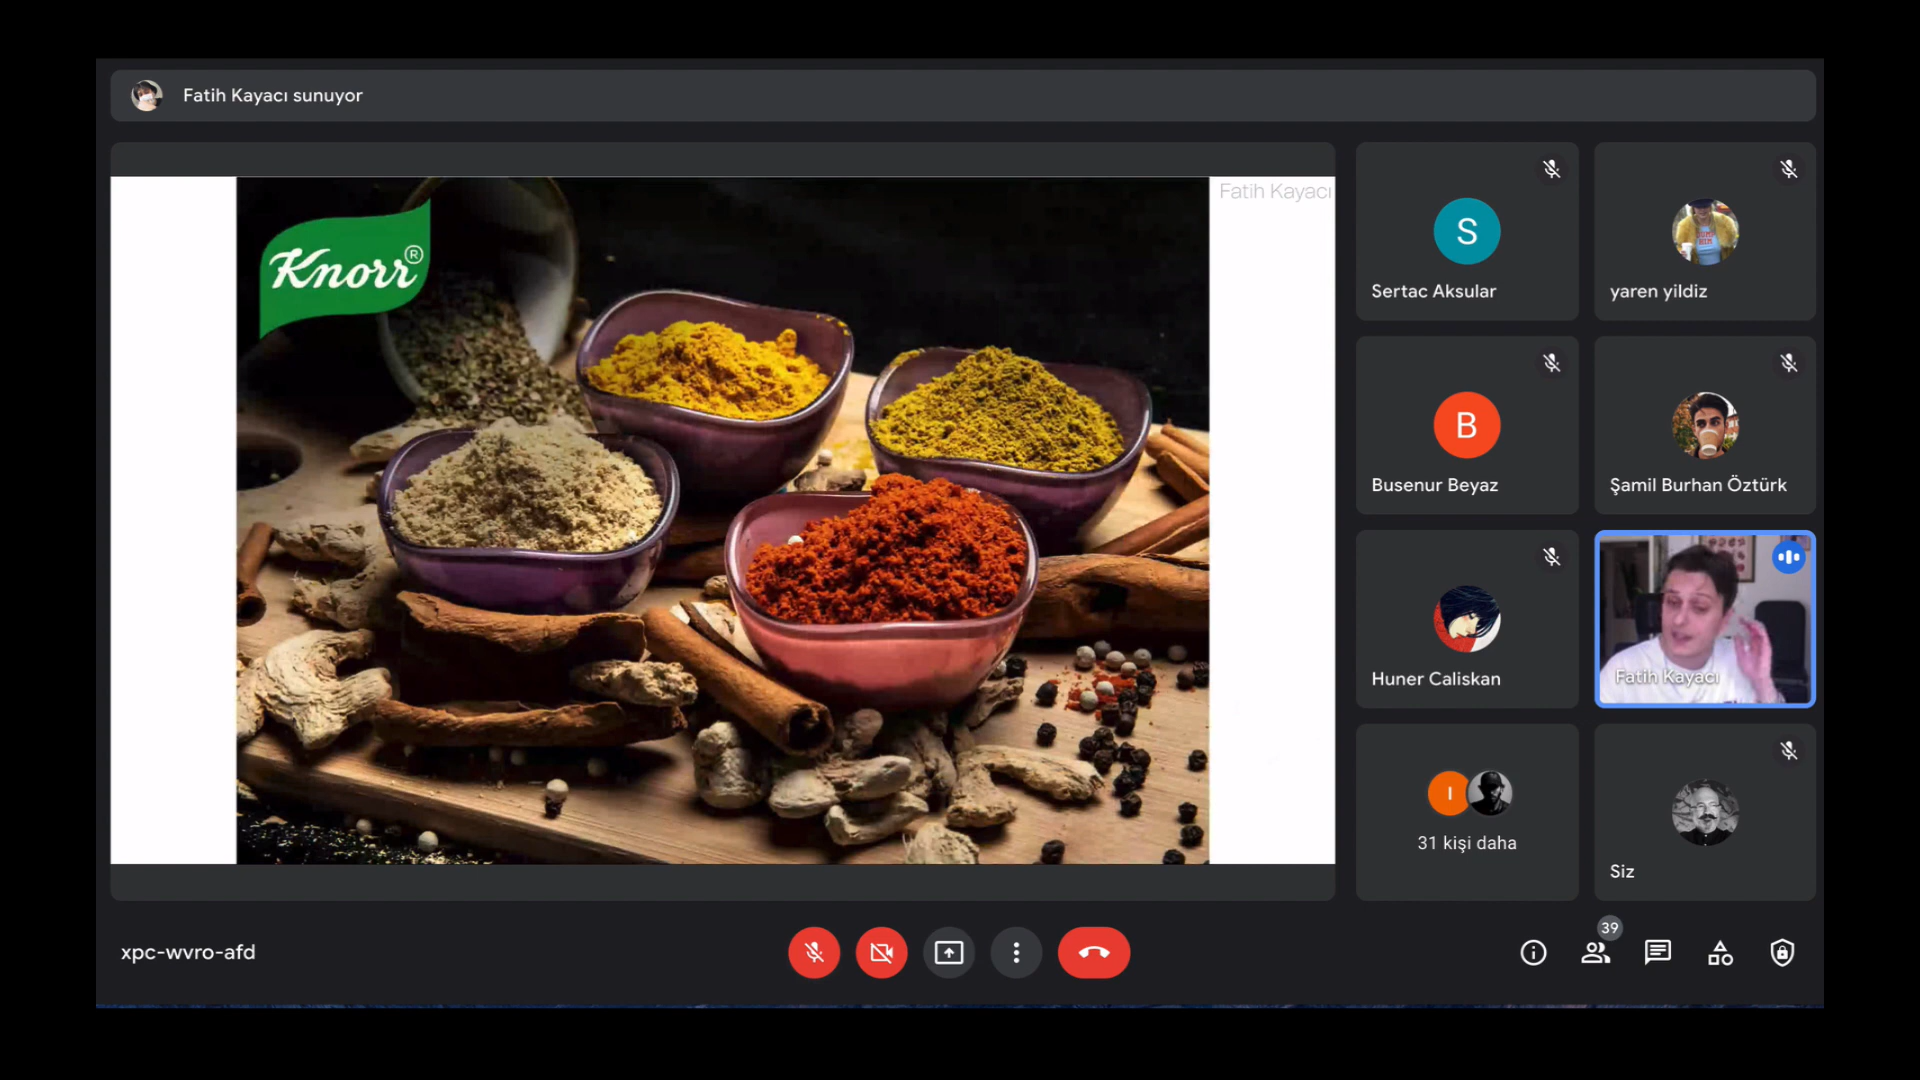 Fatih Kayacı sunuyor
Knorr®
Fatih Kayacı
S
Sertac Aksular
yaren yildiz
B
Busenur Beyaz
Şamil Burhan Öztürk
Huner Caliskan
Fatih Kayacı
I
31 kişi daha
Siz
xpc-wvro-afd
39